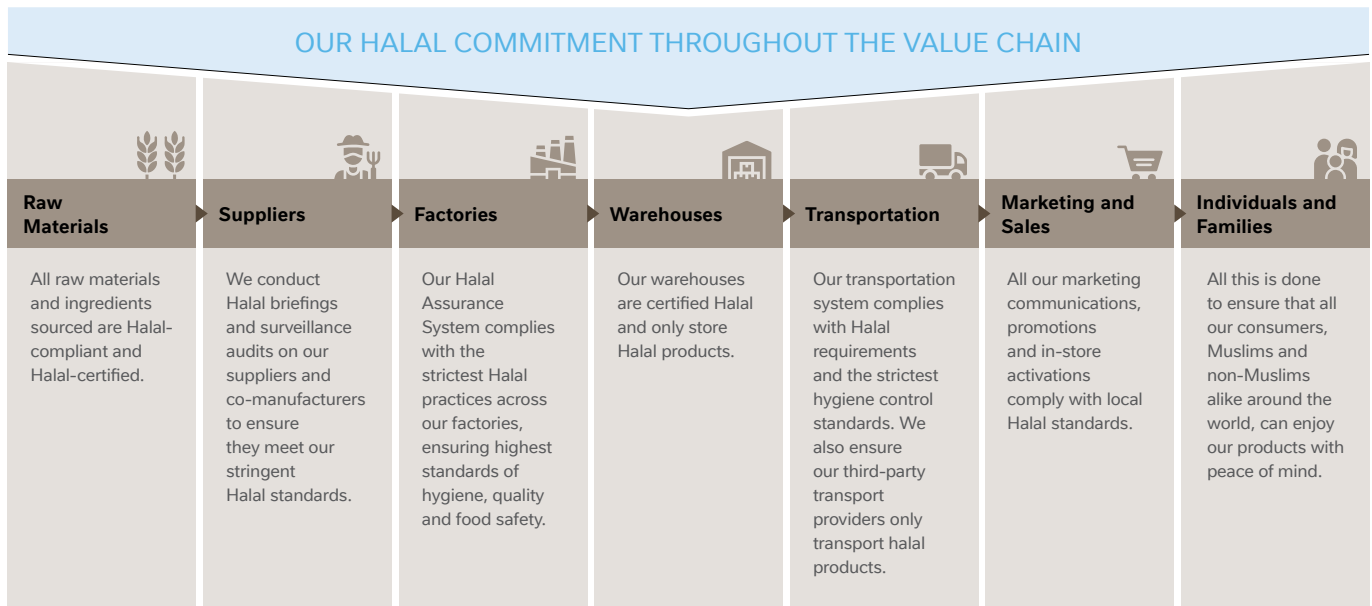 OUR HALAL COMMITMENT THROUGHOUT THE VALUE CHAIN
Raw
Materials
All raw materials
and ingredients
sourced are Halal-
compliant and
Halal-certified.
Suppliers
We conduct
Halal briefings
and surveillance
audits on our
suppliers and
co-manufacturers
to ensure
they meet our
stringent
Halal standards.
Factories
Our Halal
Assurance
System complies
with the
strictest Halal
practices across
our factories,
ensuring highest
standards of
hygiene, quality
and food safety.
Warehouses
Our warehouses
are certified Halal
and only store
Halal products.
Transportation
Our transportation
system complies
with Halal
requirements
and the strictest
hygiene control
standards. We
also ensure
our third-party
transport
providers only
transport halal
products.
Marketing and
Sales
All our marketing
communications,
promotions
and in-store
activations
comply with local
Halal standards.
Individuals and
Families
All this is done
to ensure that all
our consumers,
Muslims and
non-Muslims
alike around the
world, can enjoy
our products with
peace of mind.